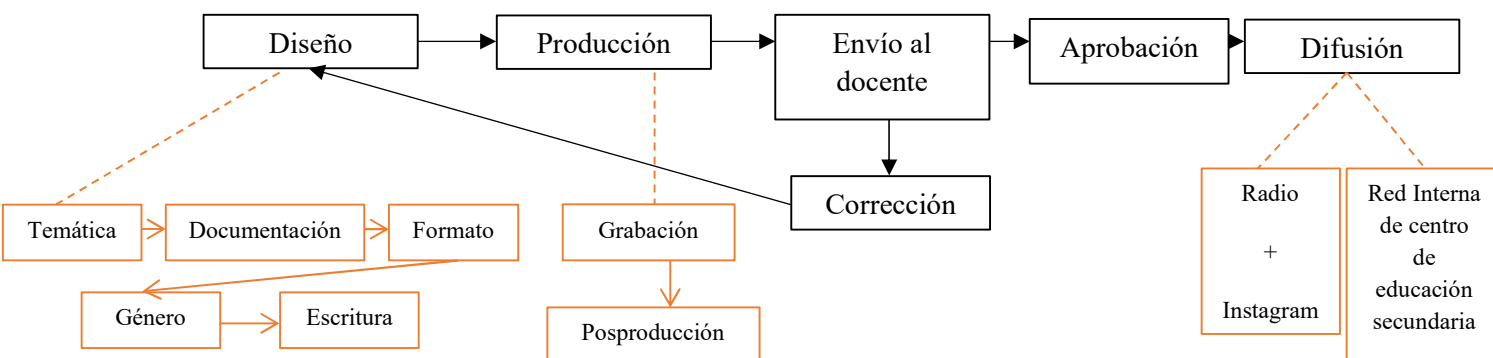 Diseño
Producción
Envío al
docente
Aprobación
Difusión
Corrección
Temática
Documentación
Formato
Género
Escritura
Grabación
Posproducción
Radio
+
Instagram
Red Interna
de centro
de
educación
secundaria